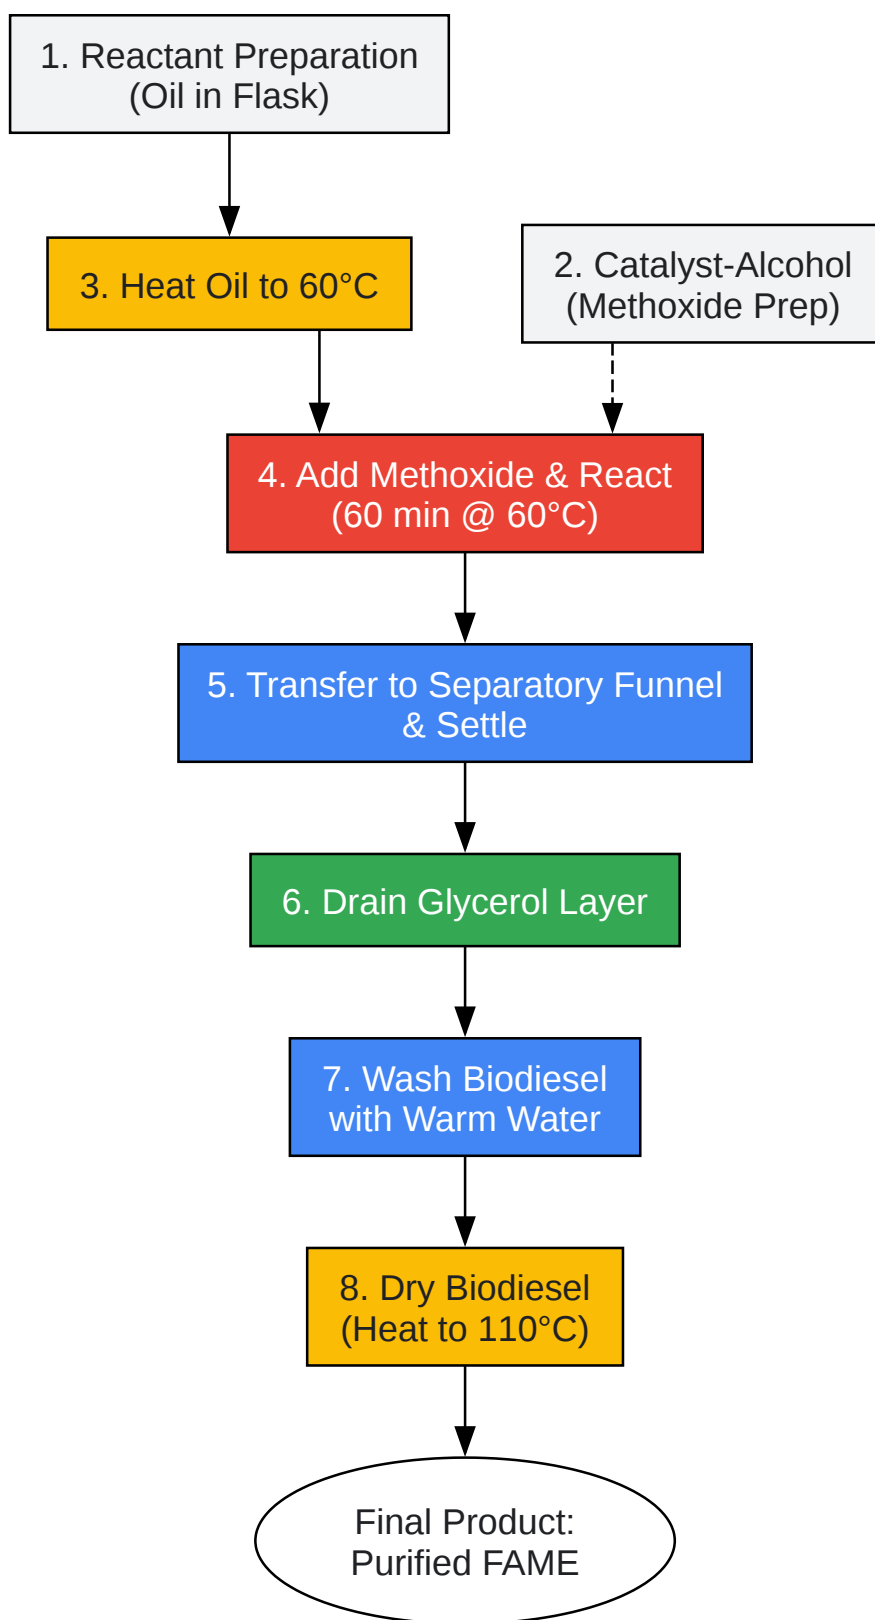 1. Reactant Preparation
(Oil in Flask)
2. Catalyst-Alcohol
(Methoxide Prep)
3. Heat Oil to 60°C
4. Add Methoxide & React
(60 min @ 60°C)
5. Transfer to Separatory Funnel
& Settle
6. Drain Glycerol Layer
7. Wash Biodiesel
with Warm Water
8. Dry Biodiesel
(Heat to 110°C)
Final Product:
Purified FAME